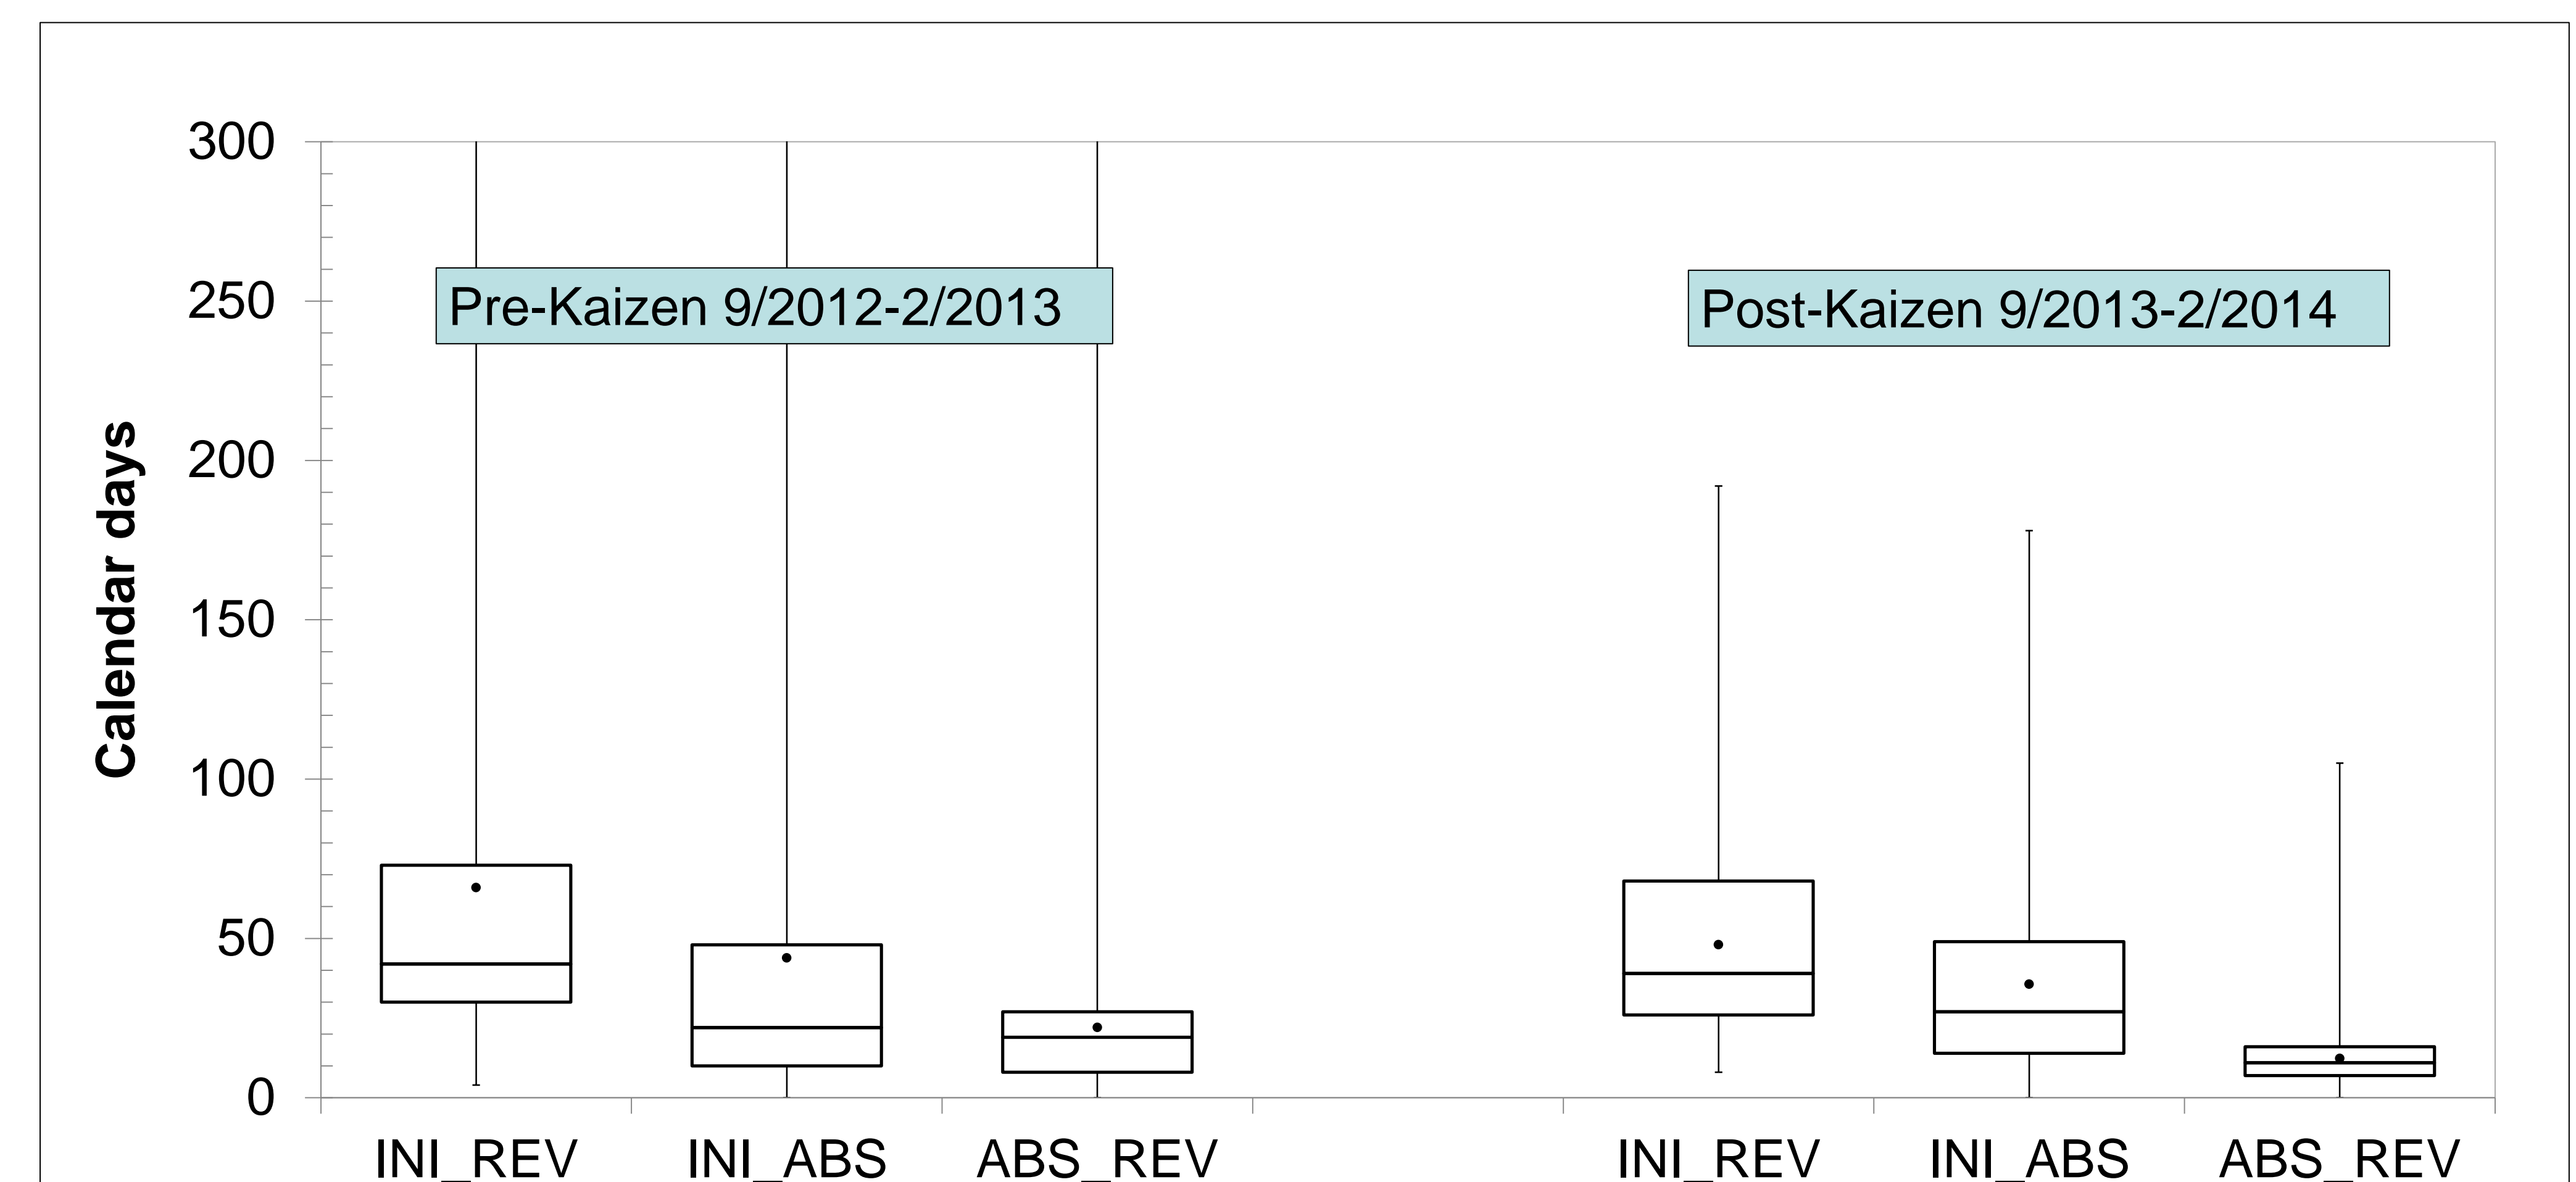 300
250
200
150
100
50
0
Calendar days
Pre-Kaizen 9/2012-2/2013
Post-Kaizen 9/2013-2/2014
INI_REV
INI_ABS
ABS_REV
INI_REV
INI_ABS
ABS_REV